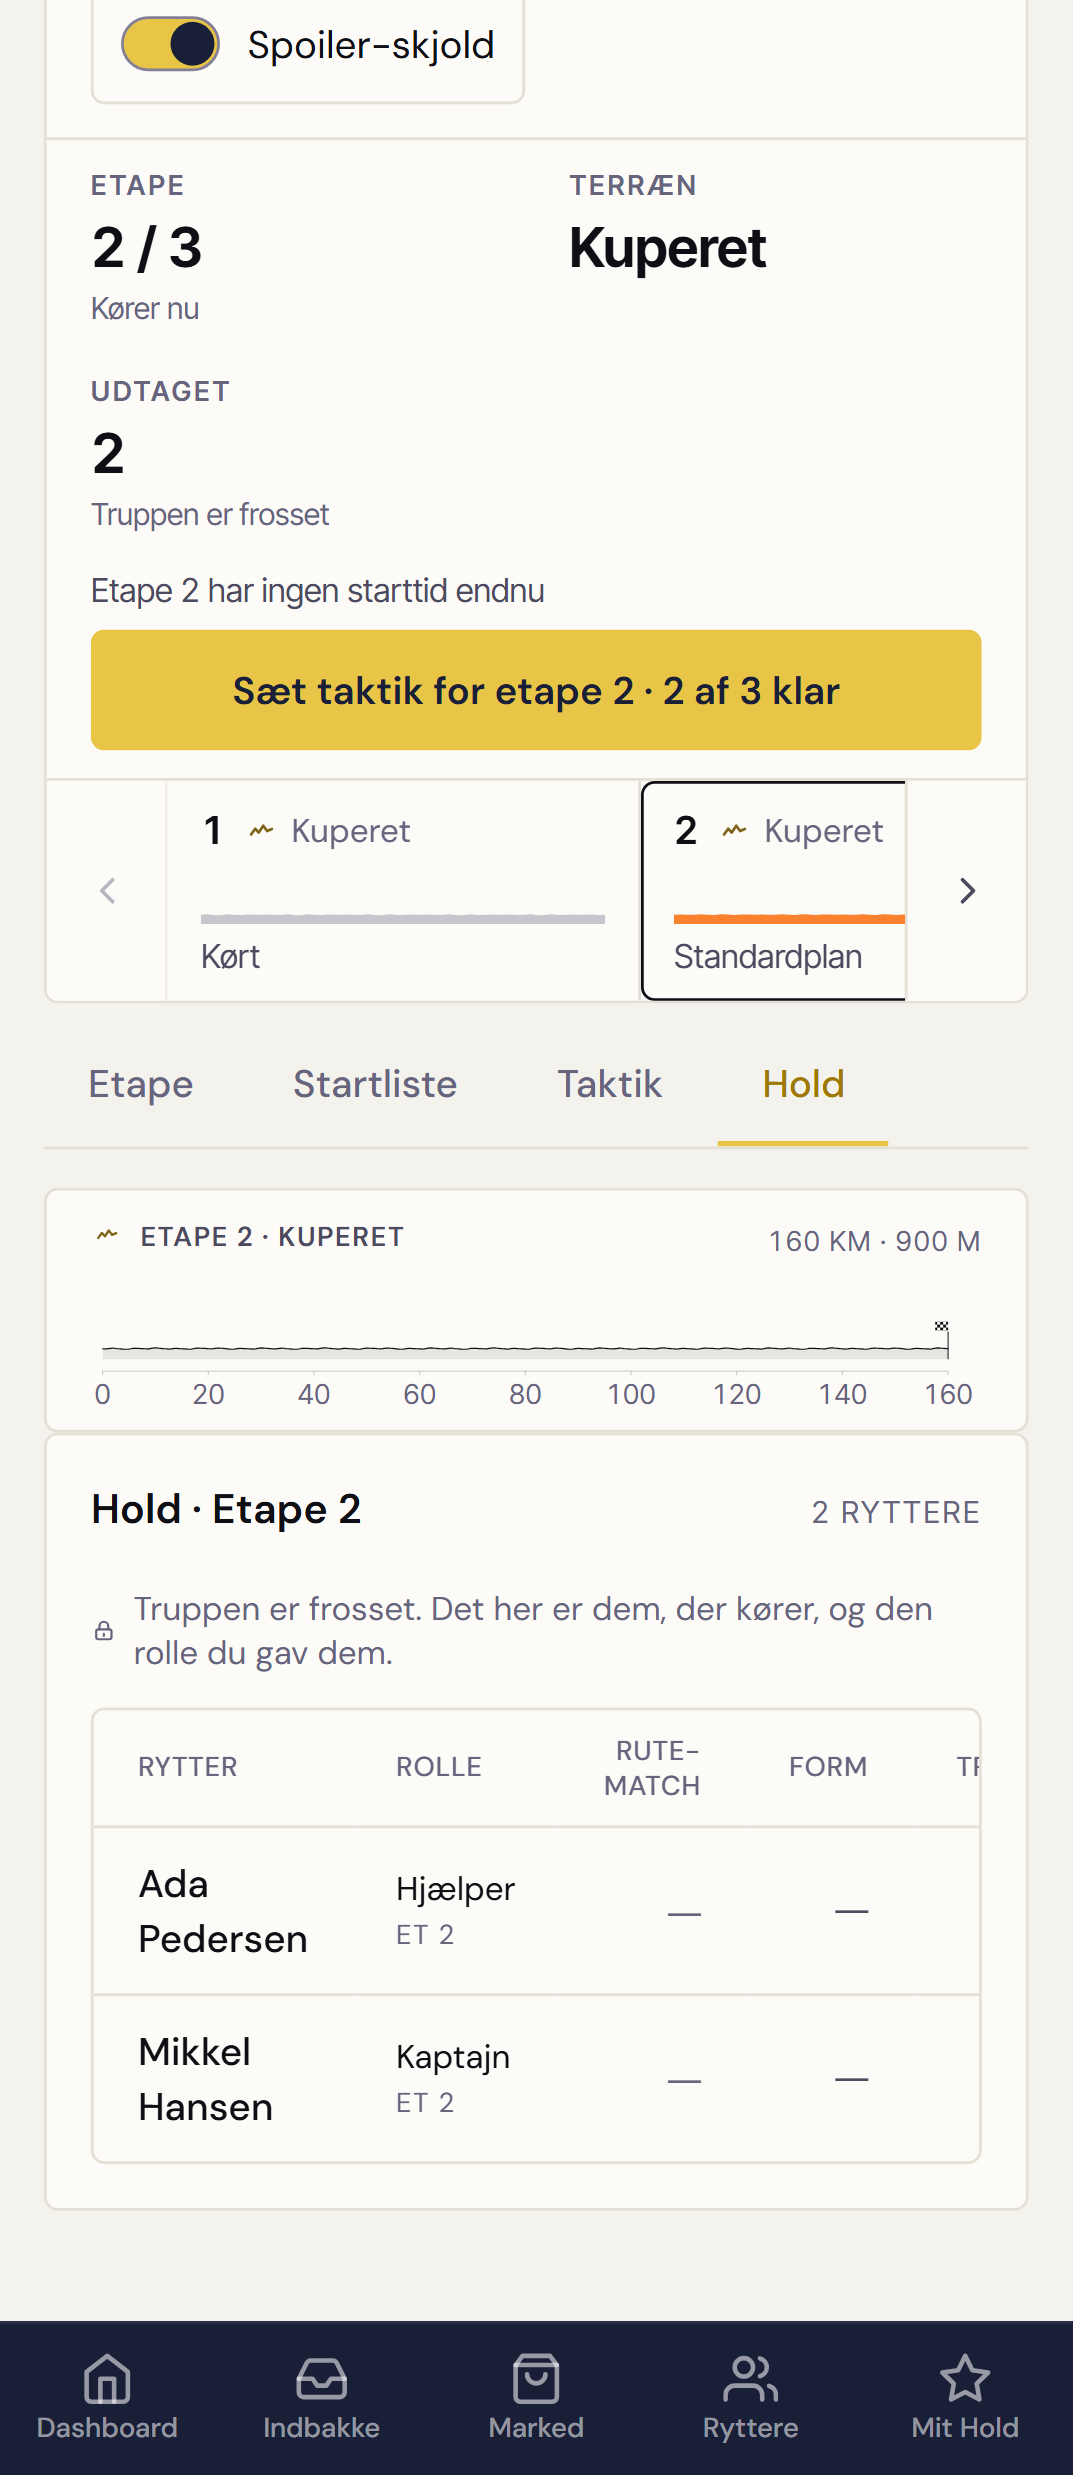 Spoiler-skjold
ETAPE
2 / 3
Kører nu
TERRÆN
Kuperet
UDTAGET
2
Truppen er frosset
Etape 2 har ingen starttid endnu
Sæt taktik for etape 2 · 2 af 3 klar
1 Kuperet
Kørt
2 Kuperet
Standardplan
Etape Startliste Taktik Hold
ETAPE 2 · KUPERET 160 KM · 900 M
0 20 40 60 80 100 120 140 160
Hold · Etape 2 2 RYTTERE
Truppen er frosset. Det her er dem, der kører, og den
rolle du gav dem.
RYTTER ROLLE RUTE-
MATCH FORM
Ada
Pedersen
Hjælper
ET 2
— —
Mikkel
Hansen
Kaptajn
ET 2
— —
Dashboard Indbakke Marked Ryttere Mit Hold